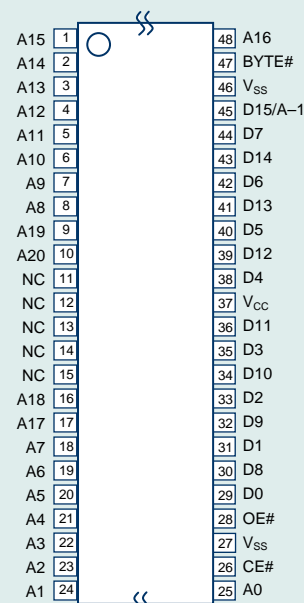 A15 1 48 A16
A14 2 47 BYTE#
A13 3 46 VSS
A12 4 45 D15/A–1
A11 5 44 D7
A10 6 43 D14
A9 7 42 D6
A8 8 41 D13
A19 9 40 D5
A20 10 39 D12
NC 11 38 D4
NC 12 37 VCC
NC 13 36 D11
NC 14 35 D3
NC 15 34 D10
A18 16 33 D2
A17 17 32 D9
A7 18 31 D1
A6 19 30 D8
A5 20 29 D0
A4 21 28 OE#
A3 22 27 VSS
A2 23 26 CE#
A1 24 25 A0